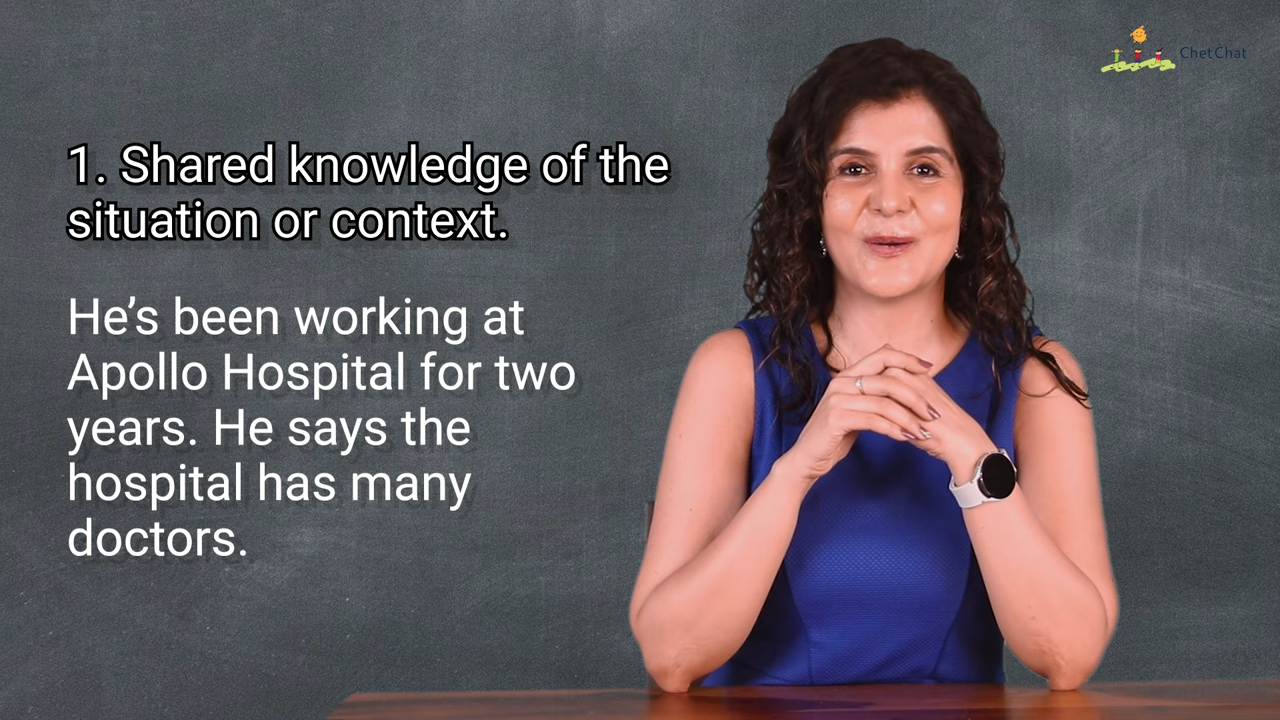 ChetChat
1. Shared knowledge of the
situation or context.
He’s been working at
Apollo Hospital for two
years. He says the
hospital has many
doctors.